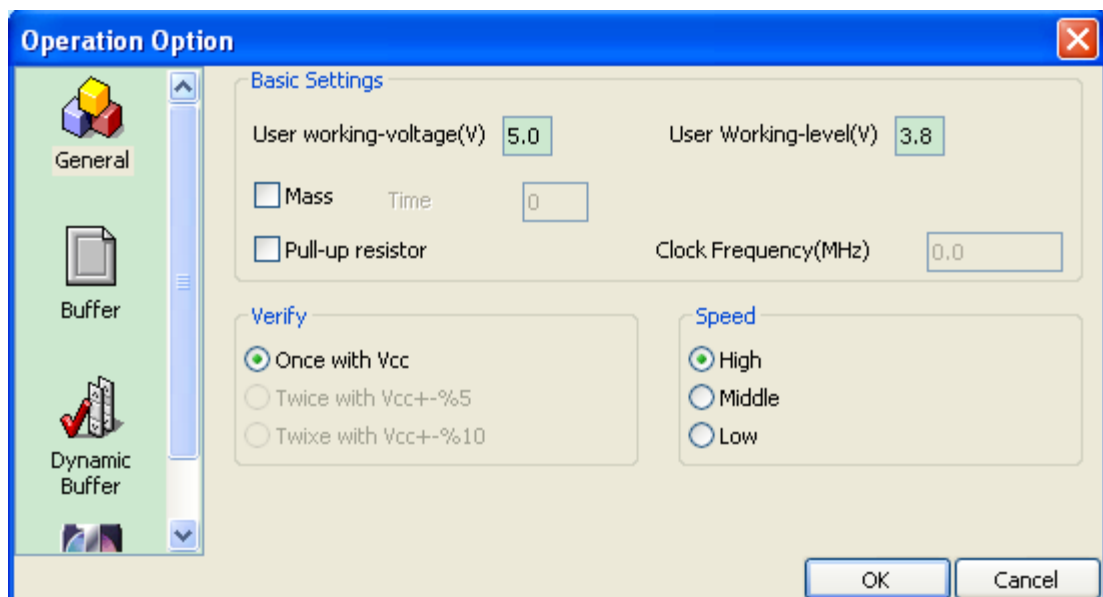 Operation Option
General
Buffer
Dynamic
Buffer
Basic Settings
User working-voltage(V) 5.0 User Working-level(V) 3.8
Mass Time 0
Pull-up resistor Clock Frequency(MHz) 0.0
Verify
Once with Vcc
Twice with Vcc+-%5
Twixe with Vcc+-%10
Speed
High
Middle
Low
OK Cancel